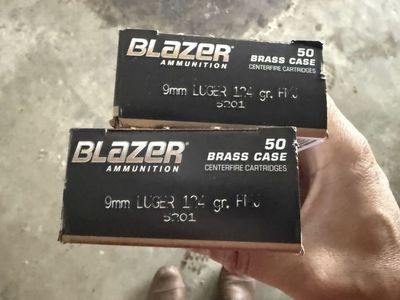 BLAZER 50
AMMUNITION BRASS CASE
CENTERFIRE CARTRIDGES
9mm LUGER 124 gr. FMJ
5201
BLAZER 50
AMMUNITION BRASS CASE
CENTERFIRE CARTRIDGES
9mm LUGER 124 gr. FMJ
5201